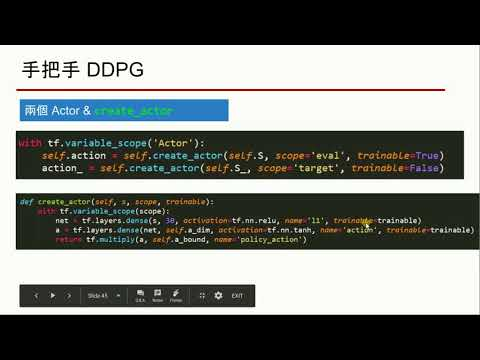 手把手 DDPG
兩個 Actor & create_actor
with tf.variable_scope('Actor'):
self.action = self.create_actor(self.S, scope='eval', trainable=True)
action_ = self.create_actor(self.S_, scope='target', trainable=False)
def create_actor(self, s, scope, trainable):
with tf.variable_scope(scope):
net = tf.layers.dense(s, 30, activation=tf.nn.relu, name='l1', trainable=trainable)
a = tf.layers.dense(net, self.a_dim, activation=tf.nn.tanh, name='action', trainable=trainable)
return tf.multiply(a, self.a_bound, name='policy_action')
Slide 45
Q&A
Notes
Pointer
EXIT